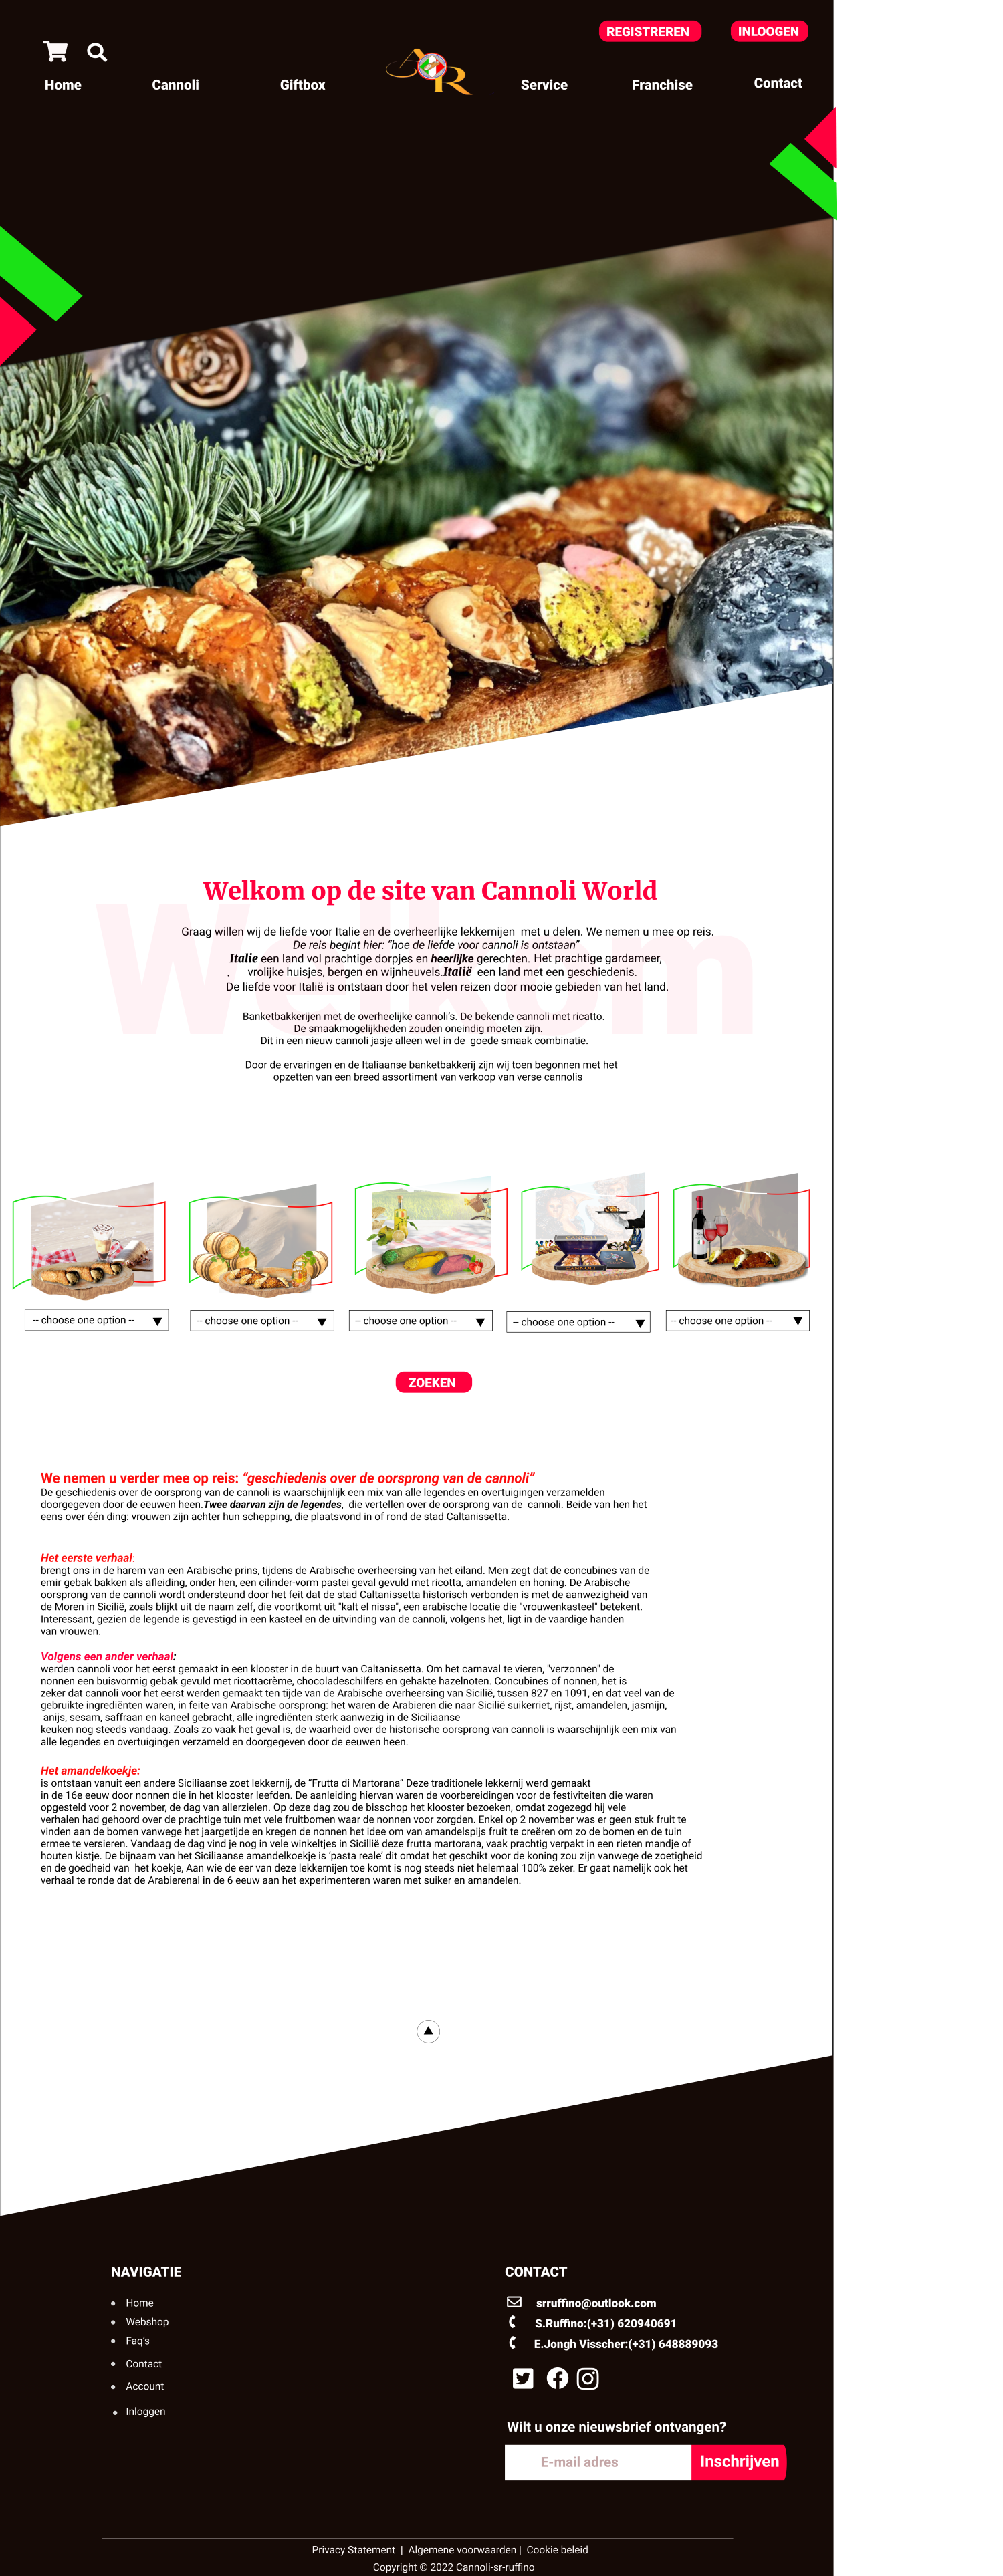 REGISTREREN
INLOOGEN
Home
Cannoli
Giftbox
R
Service
Franchise
Contact
Welkom
Welkom op de site van Cannoli World
Graag willen wij de liefde voor Italie en de overheerlijke lekkernijen met u delen. We nemen u mee op reis.
De reis begint hier: “hoe de liefde voor cannoli is ontstaan”
Italie een land vol prachtige dorpjes en heerlijke gerechten. Het prachtige gardameer,
. vrolijke huisjes, bergen en wijnheuvels.Italië een land met een geschiedenis.
De liefde voor Italië is ontstaan door het velen reizen door mooie gebieden van het land.
Banketbakkerijen met de overheelijke cannoli’s. De bekende cannoli met ricatto.
De smaakmogelijkheden zouden oneindig moeten zijn.
Dit in een nieuw cannoli jasje alleen wel in de goede smaak combinatie.
Door de ervaringen en de Italiaanse banketbakkerij zijn wij toen begonnen met het
opzetten van een breed assortiment van verkoop van verse cannolis
-- choose one option --
-- choose one option --
-- choose one option --
-- choose one option --
-- choose one option --
ZOEKEN
We nemen u verder mee op reis: “geschiedenis over de oorsprong van de cannoli”
De geschiedenis over de oorsprong van de cannoli is waarschijnlijk een mix van alle legendes en overtuigingen verzamelden
doorgegeven door de eeuwen heen.Twee daarvan zijn de legendes, die vertellen over de oorsprong van de cannoli. Beide van hen het
eens over één ding: vrouwen zijn achter hun schepping, die plaatsvond in of rond de stad Caltanissetta.
Het eerste verhaal:
brengt ons in de harem van een Arabische prins, tijdens de Arabische overheersing van het eiland. Men zegt dat de concubines van de
emir gebak bakken als afleiding, onder hen, een cilinder-vorm pastei geval gevuld met ricotta, amandelen en honing. De Arabische
oorsprong van de cannoli wordt ondersteund door het feit dat de stad Caltanissetta historisch verbonden is met de aanwezigheid van
de Moren in Sicilië, zoals blijkt uit de naam zelf, die voortkomt uit "kalt el nissa", een arabische locatie die "vrouwenkasteel" betekent.
Interessant, gezien de legende is gevestigd in een kasteel en de uitvinding van de cannoli, volgens het, ligt in de vaardige handen
van vrouwen.
Volgens een ander verhaal:
werden cannoli voor het eerst gemaakt in een klooster in de buurt van Caltanissetta. Om het carnaval te vieren, "verzonnen" de
nonnen een buisvormig gebak gevuld met ricottacrème, chocoladeschilfers en gehakte hazelnoten. Concubines of nonnen, het is
zeker dat cannoli voor het eerst werden gemaakt ten tijde van de Arabische overheersing van Sicilië, tussen 827 en 1091, en dat veel van de
gebruikte ingrediënten waren, in feite van Arabische oorsprong: het waren de Arabieren die naar Sicilië suikerriet, rijst, amandelen, jasmijn,
anijs, sesam, saffraan en kaneel gebracht, alle ingrediënten sterk aanwezig in de Siciliaanse
keuken nog steeds vandaag. Zoals zo vaak het geval is, de waarheid over de historische oorsprong van cannoli is waarschijnlijk een mix van
alle legendes en overtuigingen verzameld en doorgegeven door de eeuwen heen.
Het amandelkoekje:
is ontstaan vanuit een andere Siciliaanse zoet lekkernij, de “Frutta di Martorana” Deze traditionele lekkernij werd gemaakt
in de 16e eeuw door nonnen die in het klooster leefden. De aanleiding hiervan waren de voorbereidingen voor de festiviteiten die waren
opgesteld voor 2 november, de dag van allerzielen. Op deze dag zou de bisschop het klooster bezoeken, omdat zogezegd hij vele
verhalen had gehoord over de prachtige tuin met vele fruitbomen waar de nonnen voor zorgden. Enkel op 2 november was er geen stuk fruit te
vinden aan de bomen vanwege het jaargetijde en kregen de nonnen het idee om van amandelspijs fruit te creëren om zo de bomen en de tuin
ermee te versieren. Vandaag de dag vind je nog in vele winkeltjes in Sicillië deze frutta martorana, vaak prachtig verpakt in een rieten mandje of
houten kistje. De bijnaam van het Siciliaanse amandelkoekje is ‘pasta reale’ dit omdat het geschikt voor de koning zou zijn vanwege de zoetigheid
en de goedheid van het koekje, Aan wie de eer van deze lekkernijen toe komt is nog steeds niet helemaal 100% zeker. Er gaat namelijk ook het
verhaal te ronde dat de Arabierenal in de 6 eeuw aan het experimenteren waren met suiker en amandelen.
NAVIGATIE
Home
Webshop
Faq’s
Contact
Account
Inloggen
CONTACT
srruffino@outlook.com
S.Ruffino:(+31) 620940691
E.Jongh Visscher:(+31) 648889093
Wilt u onze nieuwsbrief ontvangen?
E-mail adres
Inschrijven
Privacy Statement | Algemene voorwaarden | Cookie beleid
Copyright © 2022 Cannoli-sr-ruffino